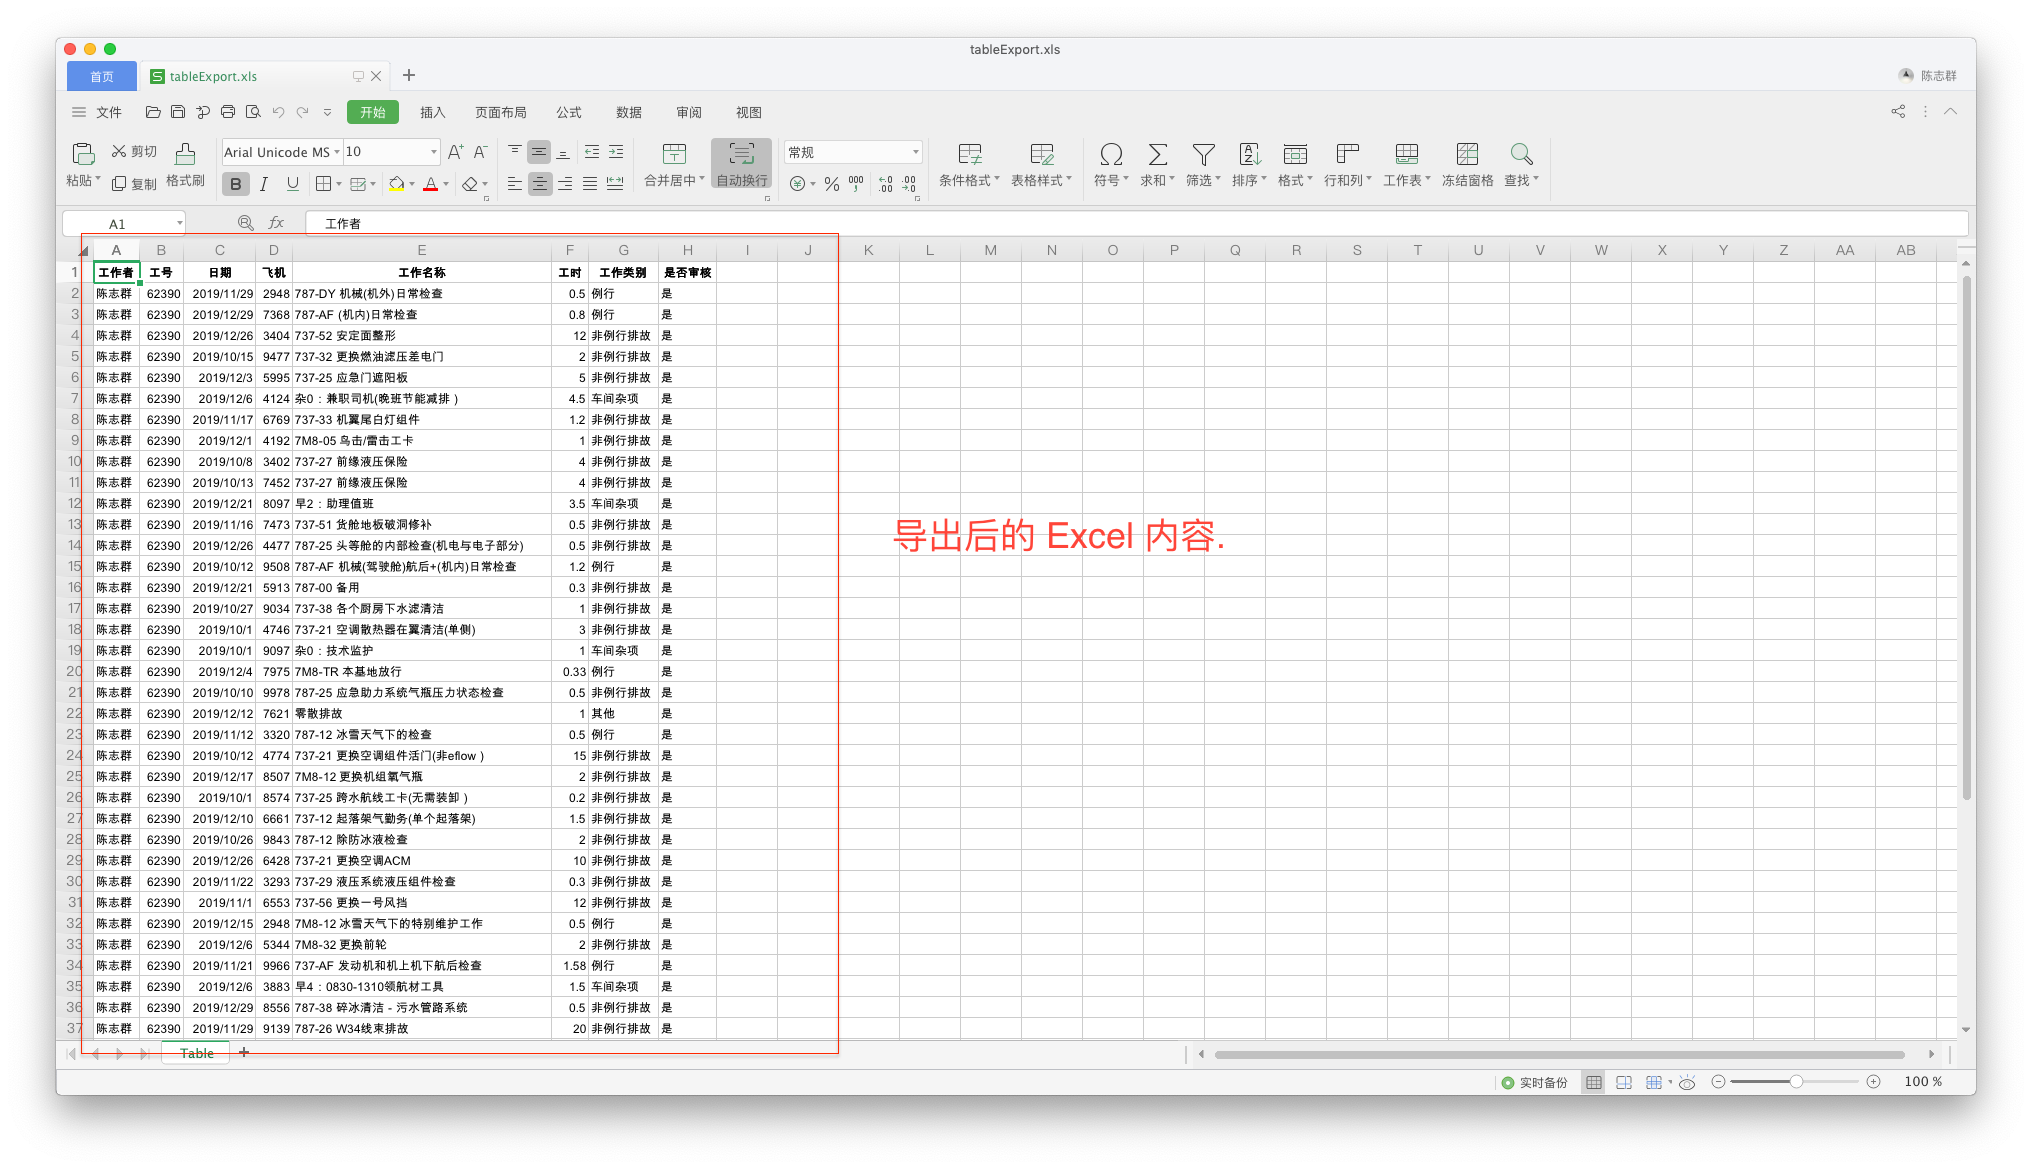 tableExport.xls
首页 tableExport.xls 陈志群
文件 开始 插入 页面布局 公式 数据 审阅 视图
粘贴 剪切 复制 格式刷 Arial Unicode MS 10 合并居中 自动换行 常规 条件格式 表格样式 符号 求和 筛选 排序 格式 行和列 工作表 冻结窗格 查找
A1 fx 工作者
A B C D E F G H I J K L M N O P Q R S T U V W X Y Z AA AB
1 工作者 工号 日期 飞机 工作名称 工时 工作类别 是否审核
2 陈志群 62390 2019/11/29 2948 787-DY 机械(机外)日常检查 0.5 例行 是
3 陈志群 62390 2019/12/29 7368 787-AF (机内)日常检查 0.8 例行 是
4 陈志群 62390 2019/12/26 3404 737-52 安定面整形 12 非例行排故 是
5 陈志群 62390 2019/10/15 9477 737-32 更换燃油滤压差电门 2 非例行排故 是
6 陈志群 62390 2019/12/3 5995 737-25 应急门遮阳板 5 非例行排故 是
7 陈志群 62390 2019/12/6 4124 杂0：兼职司机(晚班节能减排 ) 4.5 车间杂项 是
8 陈志群 62390 2019/11/17 6769 737-33 机翼尾白灯组件 1.2 非例行排故 是
9 陈志群 62390 2019/12/1 4192 7M8-05 鸟击/雷击工卡 1 非例行排故 是
10 陈志群 62390 2019/10/8 3402 737-27 前缘液压保险 4 非例行排故 是
11 陈志群 62390 2019/10/13 7452 737-27 前缘液压保险 4 非例行排故 是
12 陈志群 62390 2019/12/21 8097 早2：助理值班 3.5 车间杂项 是
13 陈志群 62390 2019/11/16 7473 737-51 货舱地板破洞修补 0.5 非例行排故 是
14 陈志群 62390 2019/12/26 4477 787-25 头等舱的内部检查(机电与电子部分) 0.5 非例行排故 是
15 陈志群 62390 2019/10/12 9508 787-AF 机械(驾驶舱)航后+(机内)日常检查 1.2 例行 是
16 陈志群 62390 2019/12/21 5913 787-00 备用 0.3 非例行排故 是
17 陈志群 62390 2019/10/27 9034 737-38 各个厨房下水滤清洁 1 非例行排故 是
18 陈志群 62390 2019/10/1 4746 737-21 空调散热器在翼清洁(单侧) 3 非例行排故 是
19 陈志群 62390 2019/10/1 9097 杂0：技术监护 1 车间杂项 是
20 陈志群 62390 2019/12/4 7975 7M8-TR 本基地放行 0.33 例行 是
21 陈志群 62390 2019/10/10 9978 787-25 应急助力系统气瓶压力状态检查 0.5 非例行排故 是
22 陈志群 62390 2019/12/12 7621 零散排故 1 其他 是
23 陈志群 62390 2019/11/12 3320 787-12 冰雪天气下的检查 0.5 例行 是
24 陈志群 62390 2019/10/12 4774 737-21 更换空调组件活门(非eflow ) 15 非例行排故 是
25 陈志群 62390 2019/12/17 8507 7M8-12 更换机组氧气瓶 2 非例行排故 是
26 陈志群 62390 2019/10/1 8574 737-25 跨水航线工卡(无需装卸 ) 0.2 非例行排故 是
27 陈志群 62390 2019/12/10 6661 737-12 起落架气勤务(单个起落架) 1.5 非例行排故 是
28 陈志群 62390 2019/10/26 9843 787-12 除防冰液检查 2 非例行排故 是
29 陈志群 62390 2019/12/26 6428 737-21 更换空调ACM 10 非例行排故 是
30 陈志群 62390 2019/11/22 3293 737-29 液压系统液压组件检查 0.3 非例行排故 是
31 陈志群 62390 2019/11/1 6553 737-56 更换一号风挡 12 非例行排故 是
32 陈志群 62390 2019/12/15 2948 7M8-12 冰雪天气下的特别维护工作 0.5 例行 是
33 陈志群 62390 2019/12/6 5344 7M8-32 更换前轮 2 非例行排故 是
34 陈志群 62390 2019/11/21 9966 737-AF 发动机和机上机下航后检查 1.58 例行 是
35 陈志群 62390 2019/12/6 3883 早4：0830-1310领航材工具 1.5 车间杂项 是
36 陈志群 62390 2019/12/29 8556 787-38 碎冰清洁 - 污水管路系统 0.5 非例行排故 是
37 陈志群 62390 2019/11/29 9139 787-26 W34线束排故 20 非例行排故 是
导出后的 Excel 内容.
Table
实时备份 100 %